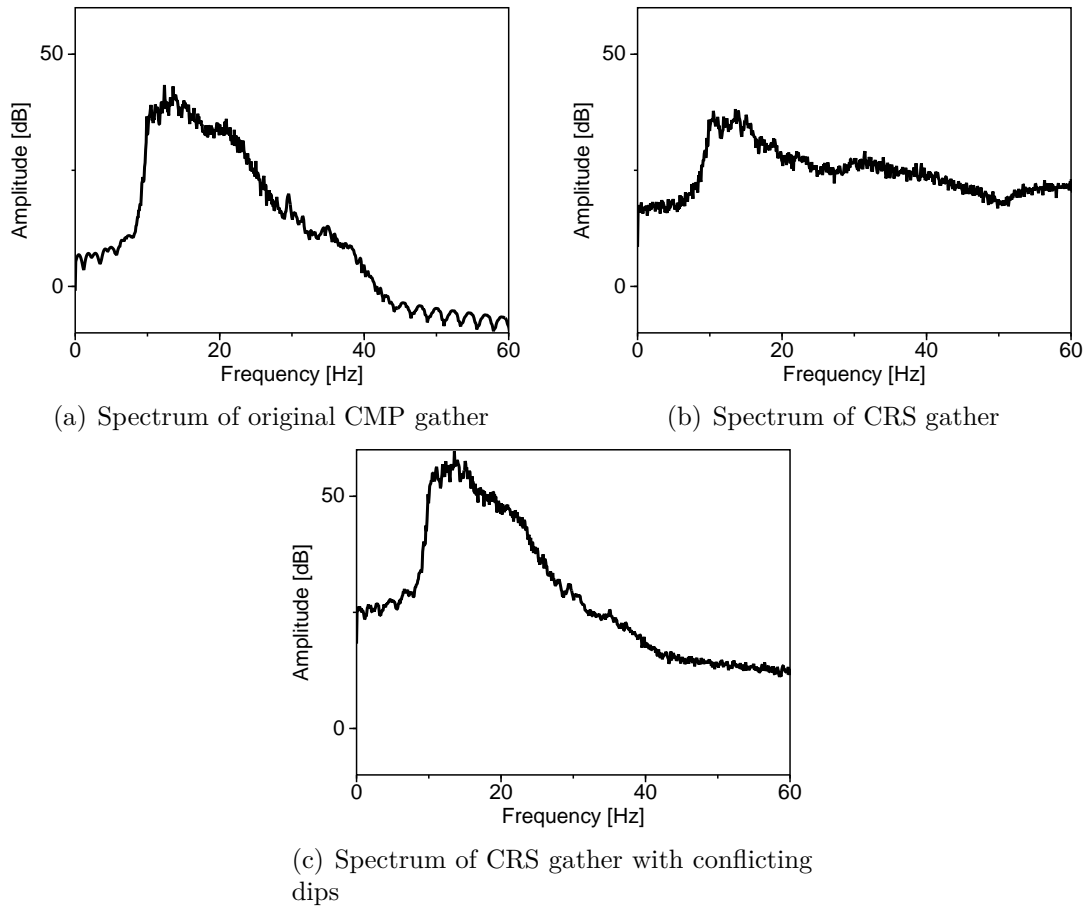 50
0
Amplitude [dB]
0 20 40 60
Frequency [Hz]
(a) Spectrum of original CMP gather
50
0
Amplitude [dB]
0 20 40 60
Frequency [Hz]
(b) Spectrum of CRS gather
50
0
Amplitude [dB]
0 20 40 60
Frequency [Hz]
(c) Spectrum of CRS gather with conflicting
dips